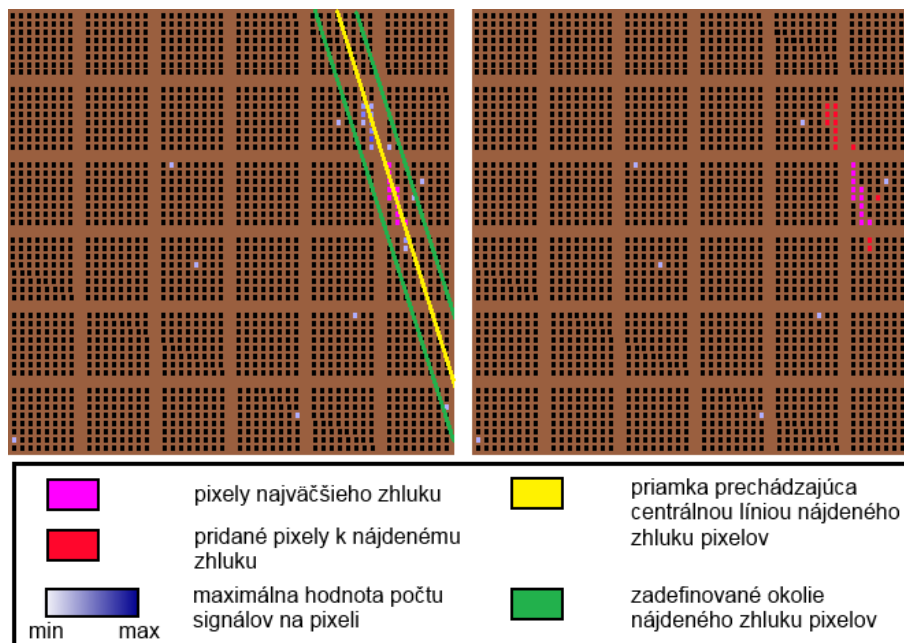 pixely najväčšieho zhluku
pridané pixely k nájdenému
zhluku
maximálna hodnota počtu
signálov na pixeli
min max
priamka prechádzajúca
centrálnou líniou nájdeného
zhluku pixelov
zadefinované okolie
nájdeného zhluku pixelov